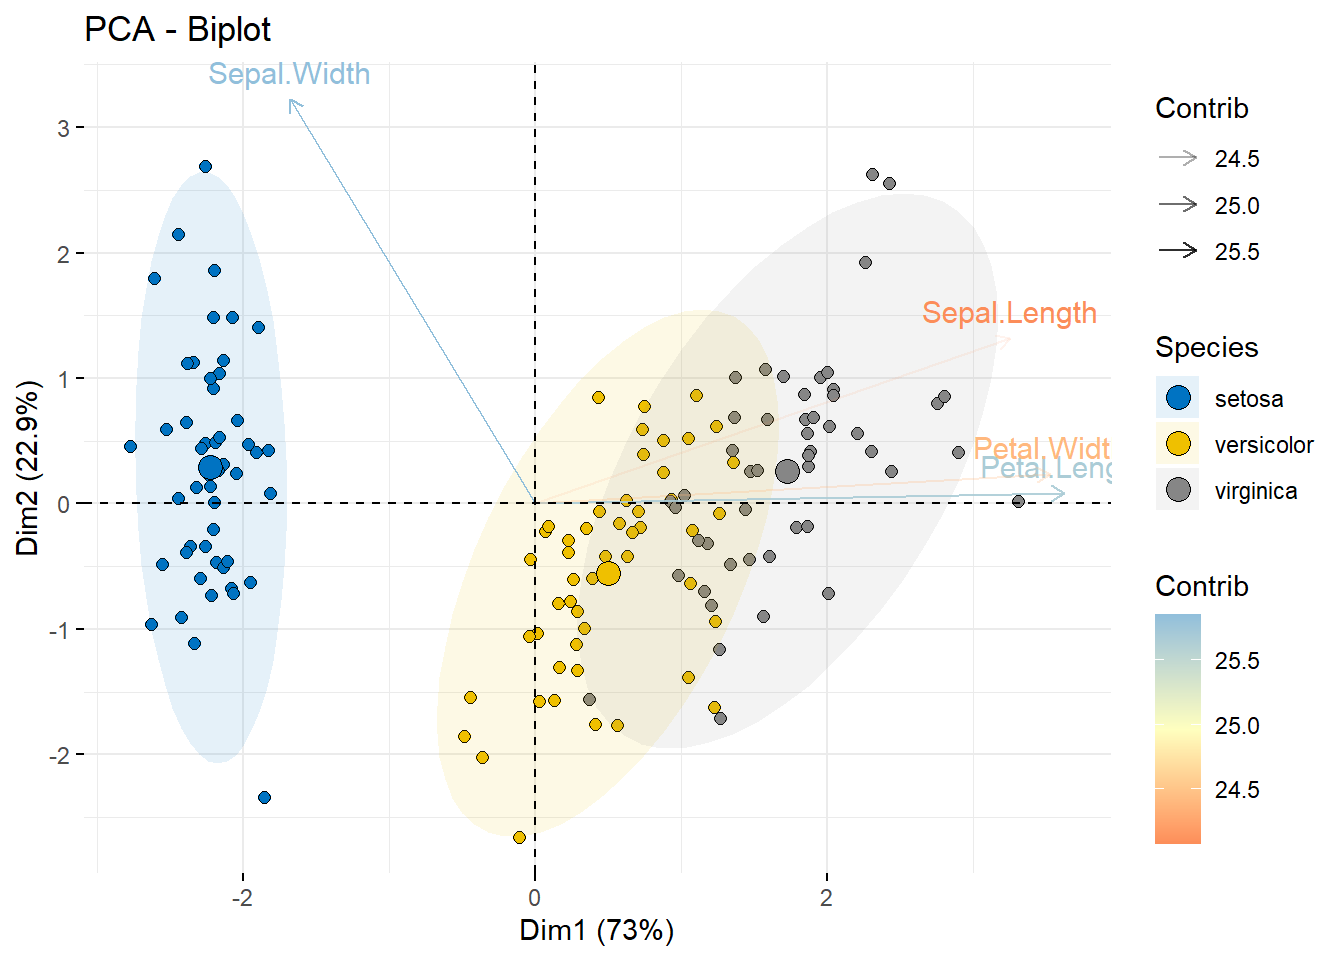 PCA - Biplot
Sepal.Width
Sepal.Length
Petal.Widt
Petal.Leng
3
2
1
0
-1
-2
Dim2 (22.9%)
-2
0
2
Dim1 (73%)
Contrib
24.5
25.0
25.5
Species
setosa
versicolor
virginica
Contrib
25.5
25.0
24.5